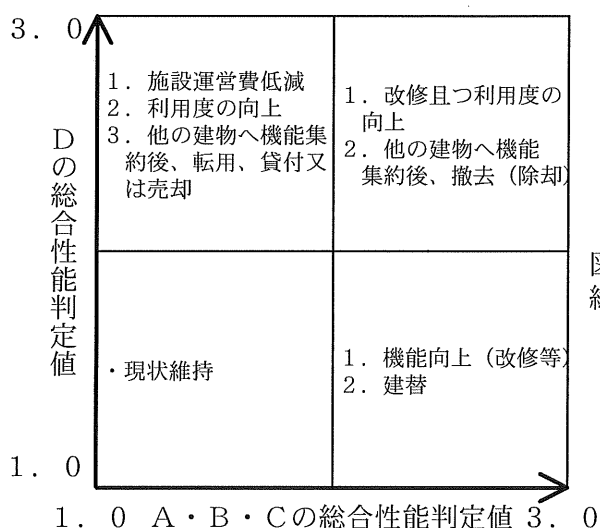 3．0
1．施設運営費低減
2．利用度の向上
3．他の建物へ機能集
約後、転用、貸付又
は売却
1．改修且つ利用度の
向上
2．他の建物へ機能
集約後、撤去（除却）
Dの総合性能判定値
・現状維持
1．機能向上（改修等）
2．建替
1．0
1．0 A・B・Cの総合性能判定値 3．0